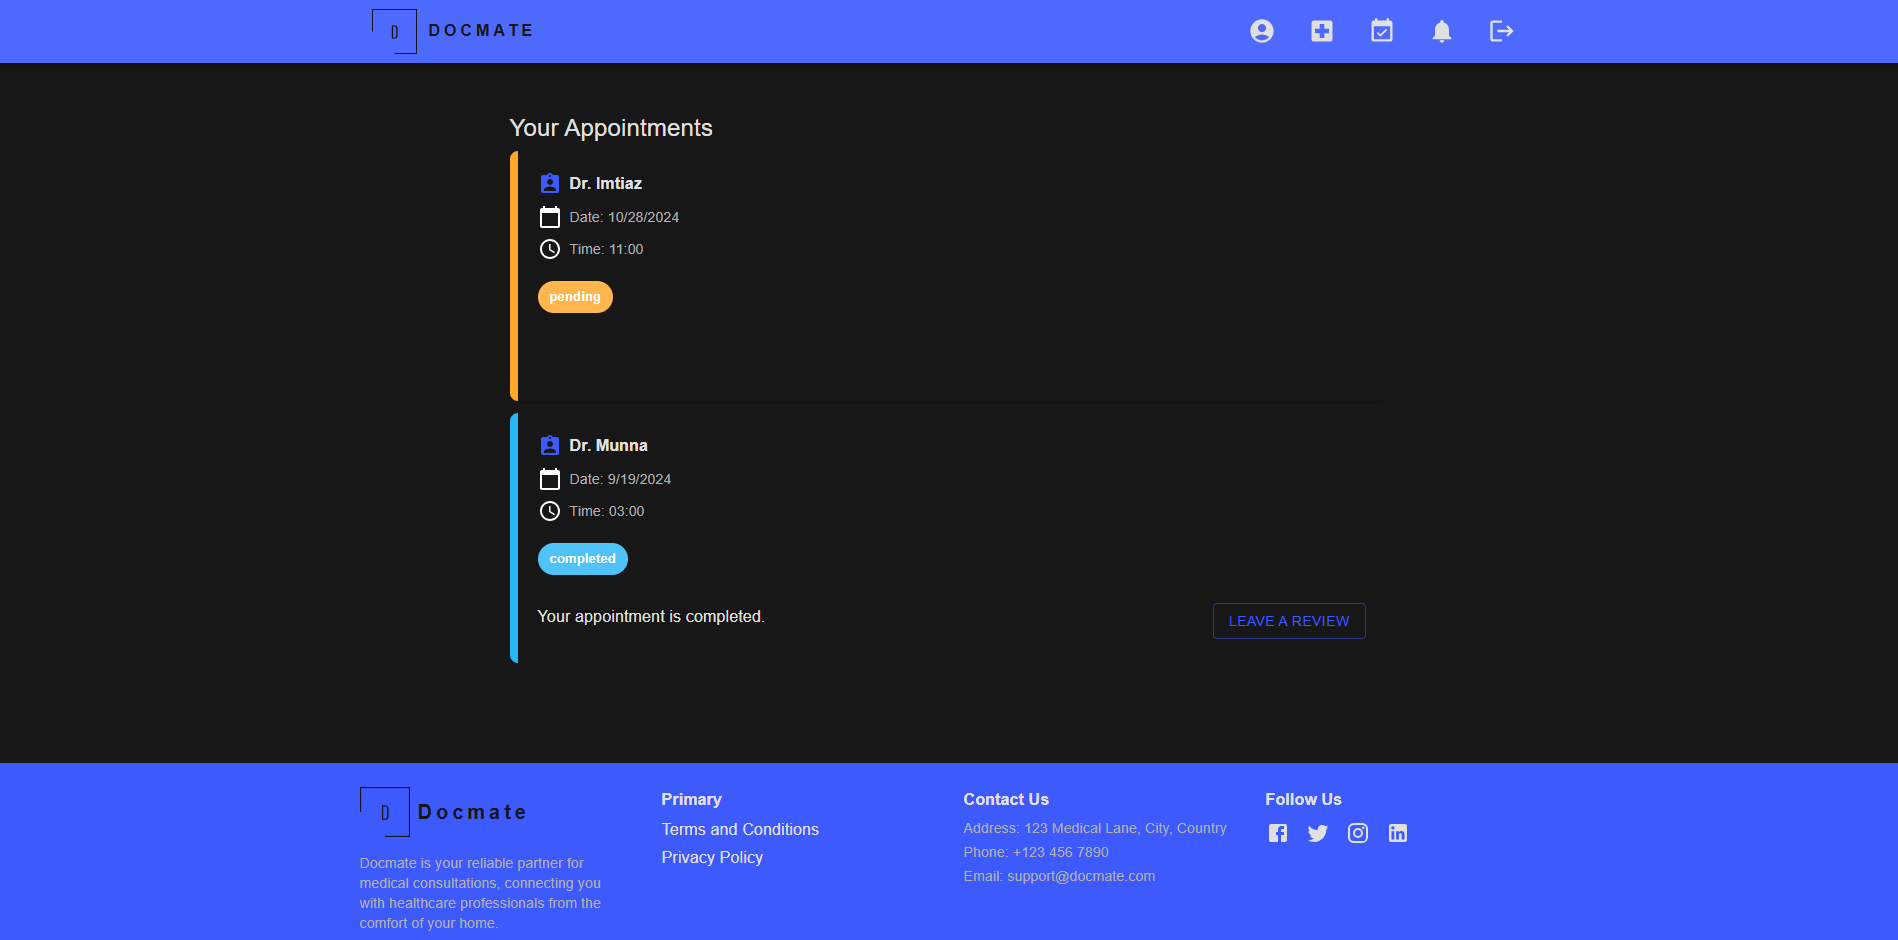 D DOCMATE
Your Appointments
Dr. Imtiaz
Date: 10/28/2024
Time: 11:00
pending
Dr. Munna
Date: 9/19/2024
Time: 03:00
completed
Your appointment is completed.
LEAVE A REVIEW
D Docmate
Docmate is your reliable partner for
medical consultations, connecting you
with healthcare professionals from the
comfort of your home.
Primary
Terms and Conditions
Privacy Policy
Contact Us
Address: 123 Medical Lane, City, Country
Phone: +123 456 7890
Email: support@docmate.com
Follow Us